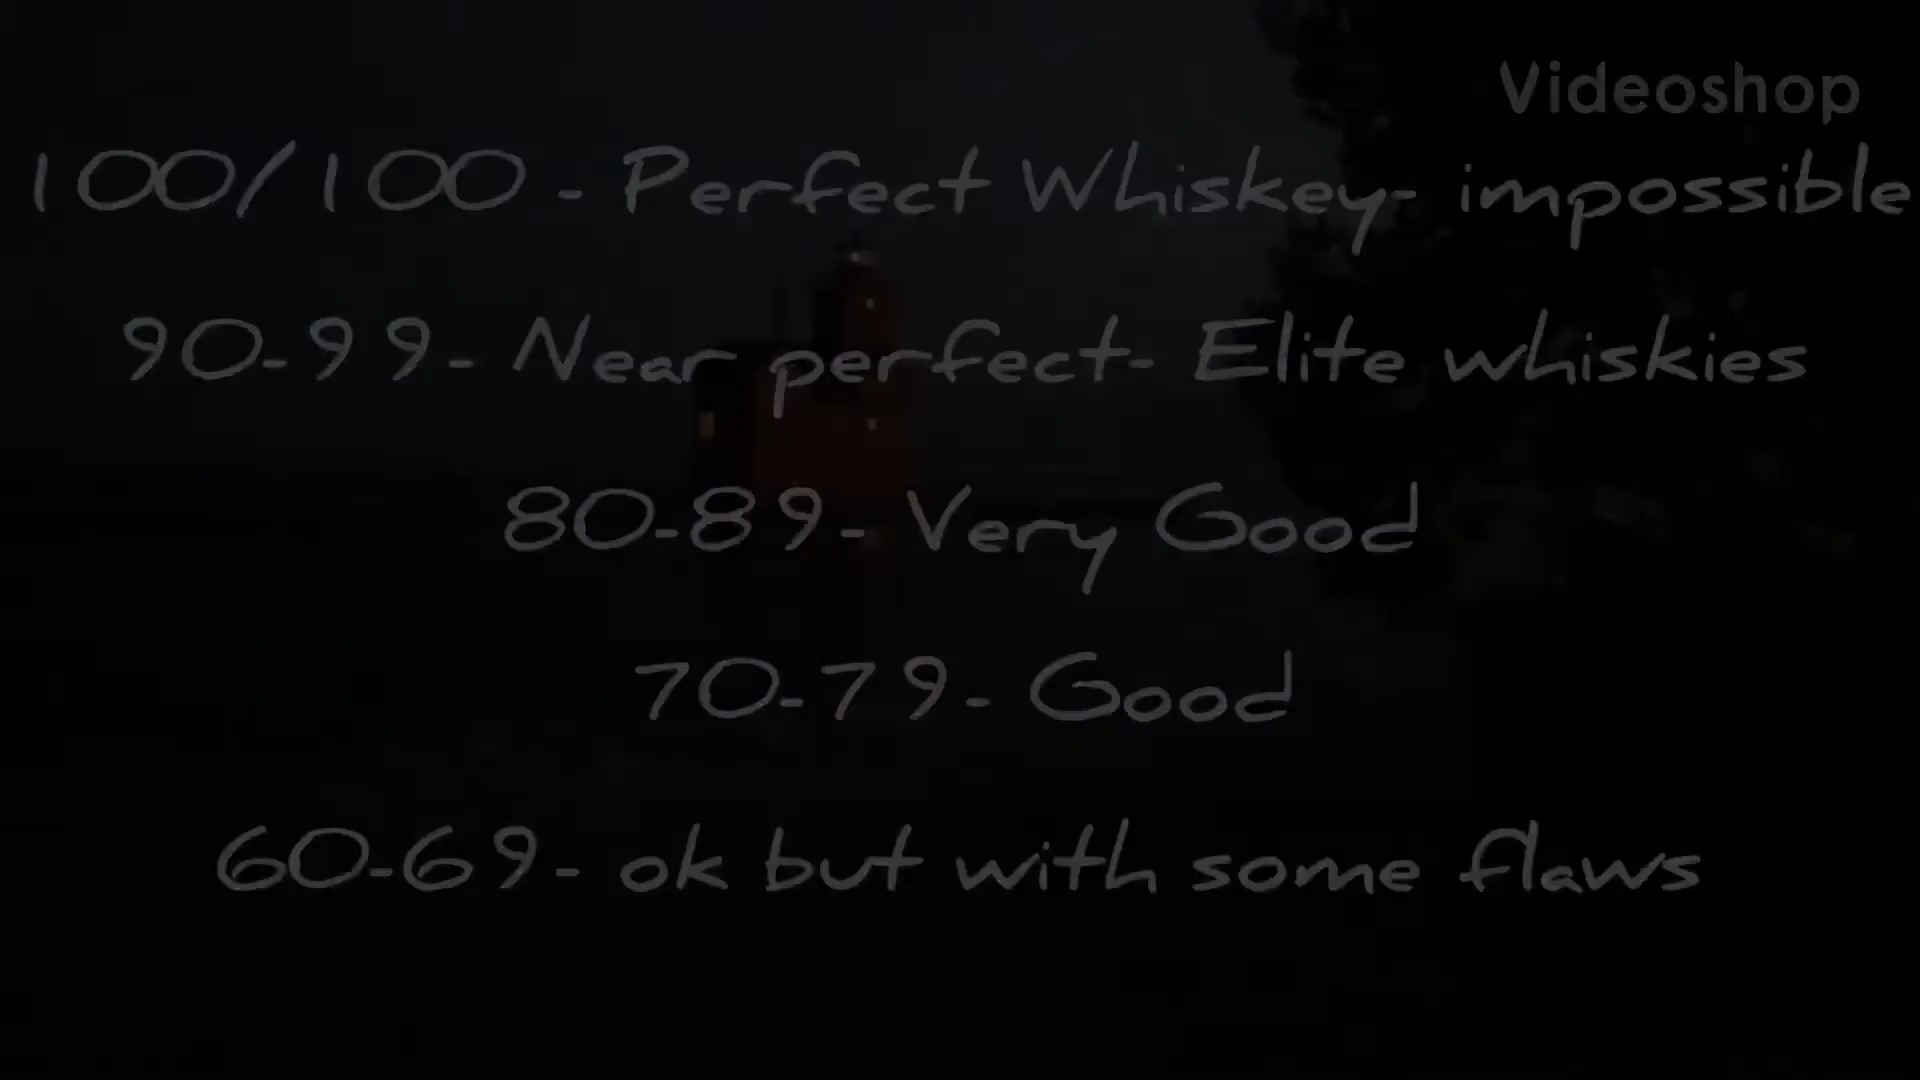 Videoshop
100/100 - Perfect Whiskey- impossible
90-99- Near perfect- Elite whiskies
80-89- Very Good
70-79- Good
60-69- ok but with some flaws